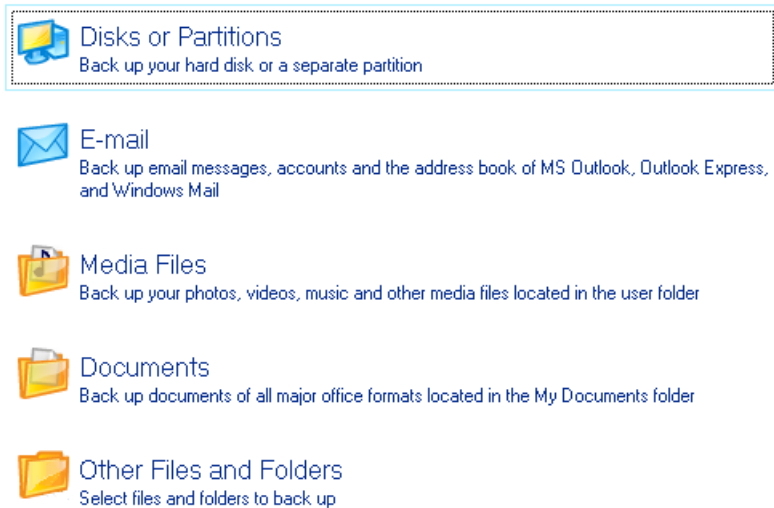 Disks or Partitions
Back up your hard disk or a separate partition
E-mail
Back up email messages, accounts and the address book of MS Outlook, Outlook Express,
and Windows Mail
Media Files
Back up your photos, videos, music and other media files located in the user folder
Documents
Back up documents of all major office formats located in the My Documents folder
Other Files and Folders
Select files and folders to back up